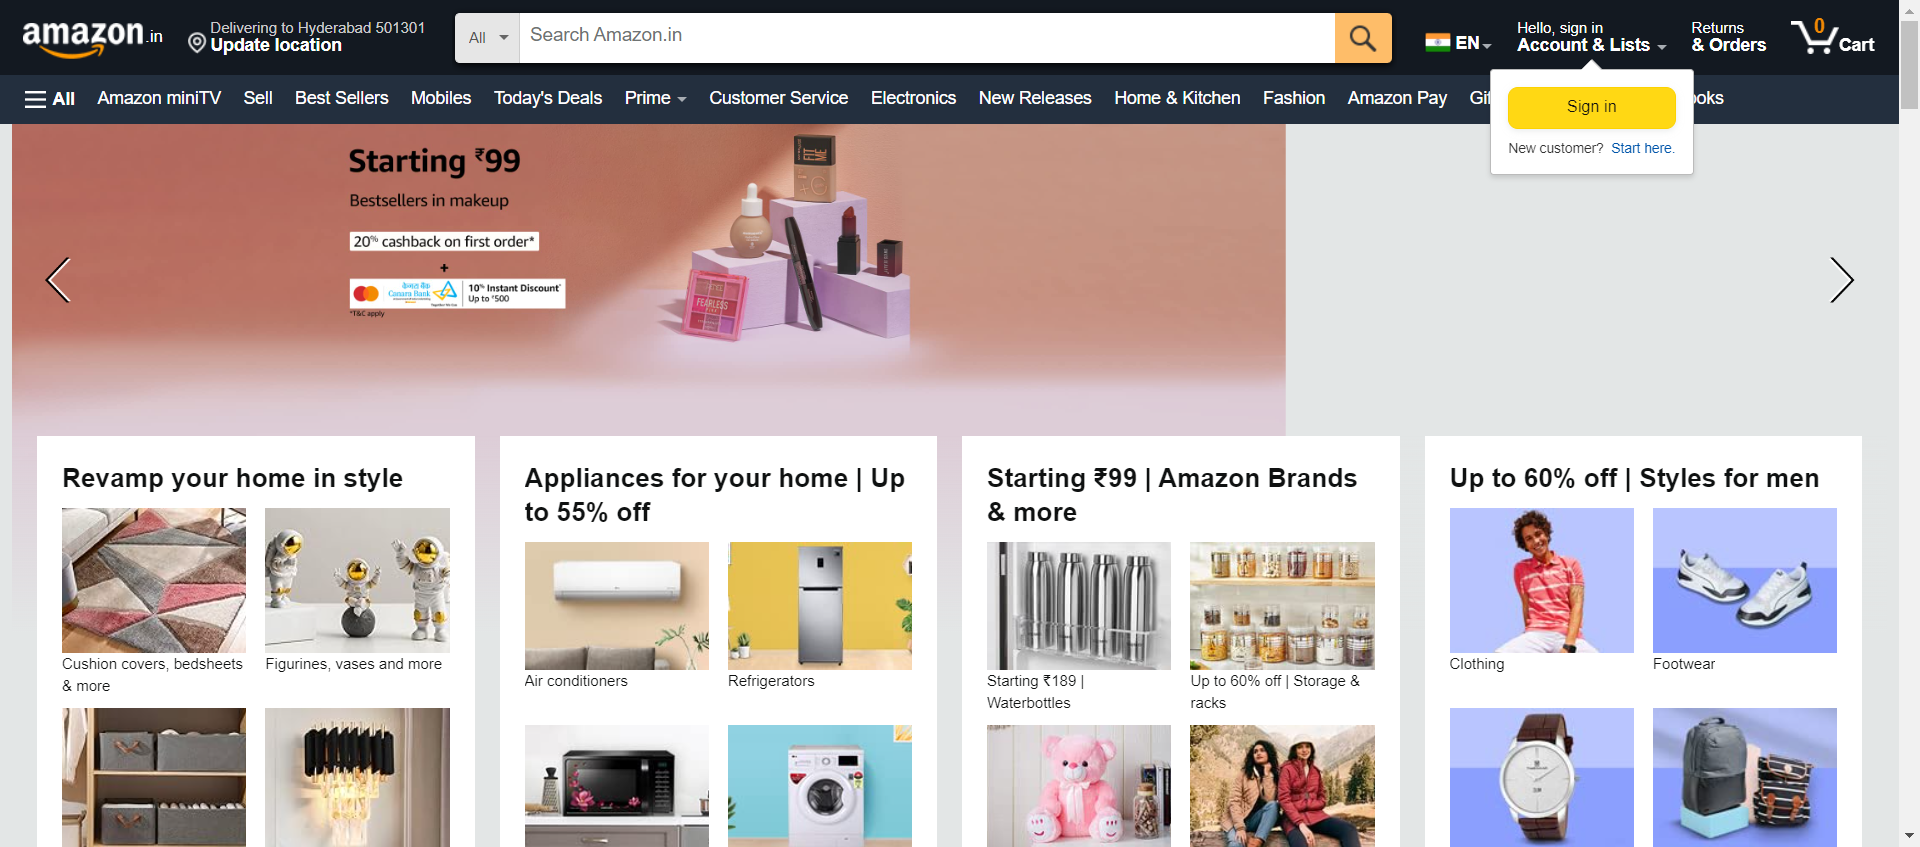 amazon.in
Delivering to Hyderabad 501301
Update location
All
Search Amazon.in
EN
Hello, sign in
Account & Lists
Returns
& Orders
0
Cart
All
Amazon miniTV
Sell
Best Sellers
Mobiles
Today's Deals
Prime
Customer Service
Electronics
New Releases
Home & Kitchen
Fashion
Amazon Pay
Sign in
New customer? Start here.
Starting ₹99
Bestsellers in makeup
20% cashback on first order*
+
केनरा बैंक
Canara Bank
10% Instant Discount*
Up to ₹500
*T&C apply
FIT
ME
FEARLESS
Revamp your home in style
Cushion covers, bedsheets
& more
Figurines, vases and more
Appliances for your home | Up
to 55% off
Air conditioners
Refrigerators
Starting ₹99 | Amazon Brands
& more
Starting ₹189 |
Waterbottles
Up to 60% off | Storage &
racks
Up to 60% off | Styles for men
Clothing
Footwear